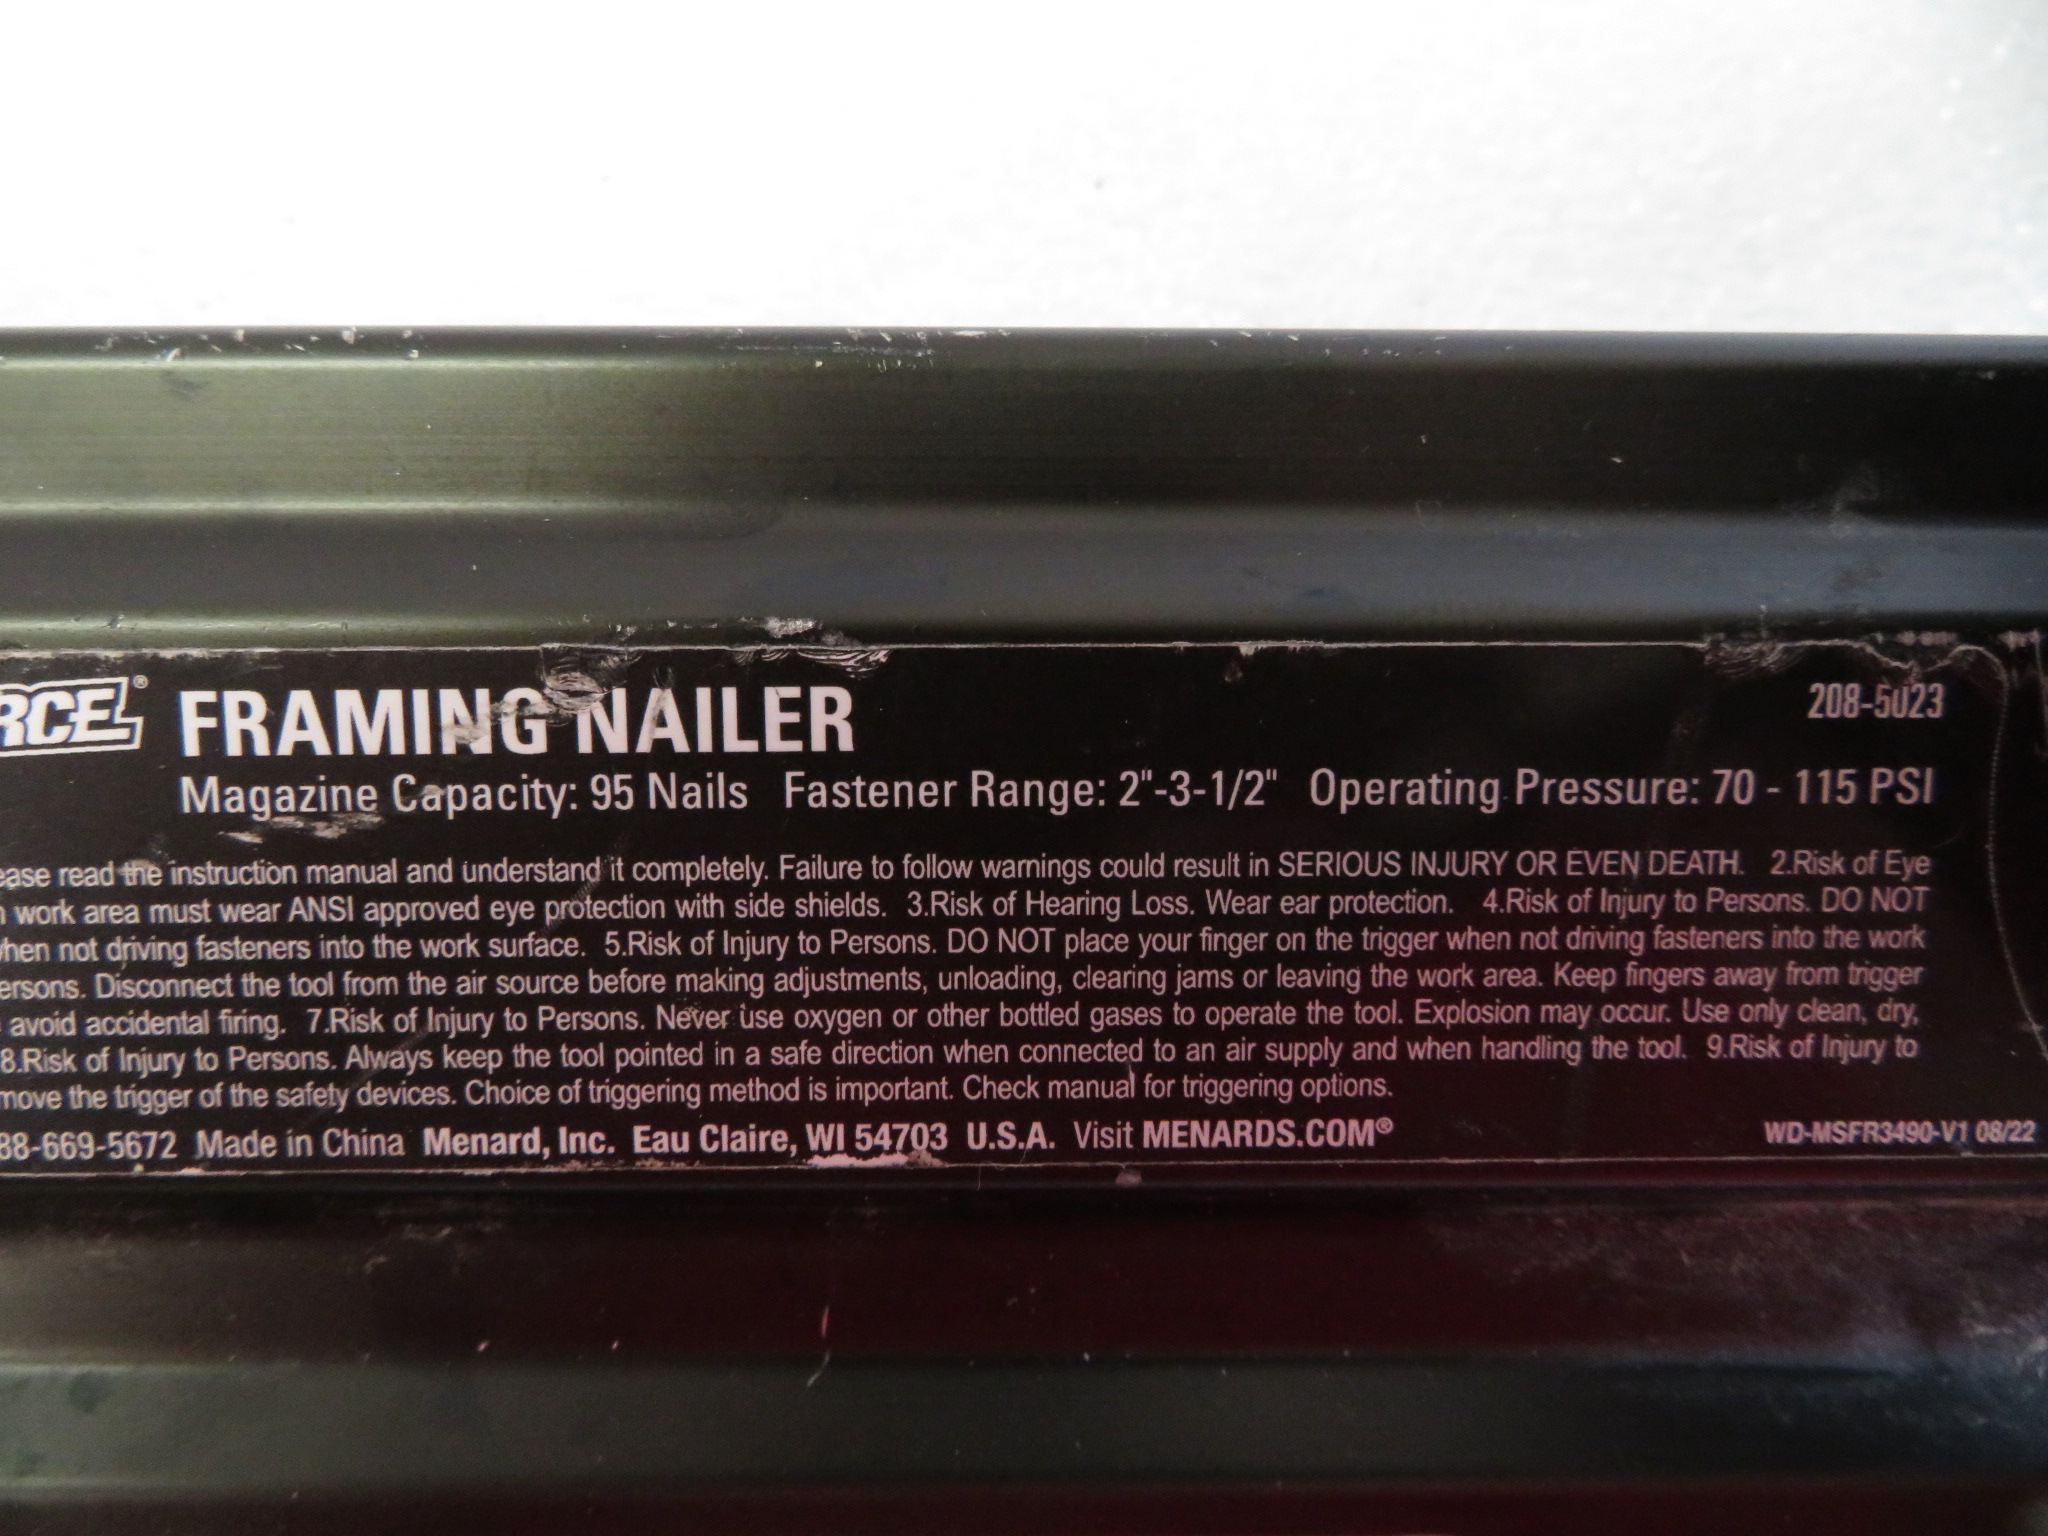 RCE® FRAMING NAILER 208-5023
Magazine Capacity: 95 Nails Fastener Range: 2"-3-1/2" Operating Pressure: 70 - 115 PSI
ease read the instruction manual and understand it completely. Failure to follow warnings could result in SERIOUS INJURY OR EVEN DEATH. 2.Risk of Eye
work area must wear ANSI approved eye protection with side shields. 3.Risk of Hearing Loss. Wear ear protection. 4.Risk of Injury to Persons. DO NOT
hen not driving fasteners into the work surface. 5.Risk of Injury to Persons. DO NOT place your finger on the trigger when not driving fasteners into the work
ersons. Disconnect the tool from the air source before making adjustments, unloading, clearing jams or leaving the work area. Keep fingers away from trigger
avoid accidental firing. 7.Risk of Injury to Persons. Never use oxygen or other bottled gases to operate the tool. Explosion may occur. Use only clean, dry,
8.Risk of Injury to Persons. Always keep the tool pointed in a safe direction when connected to an air supply and when handling the tool. 9.Risk of Injury to
move the trigger of the safety devices. Choice of triggering method is important. Check manual for triggering options.
88-669-5672 Made in China Menard, Inc. Eau Claire, WI 54703 U.S.A. Visit MENARDS.COM® WD-MSFR3490-V1 08/22